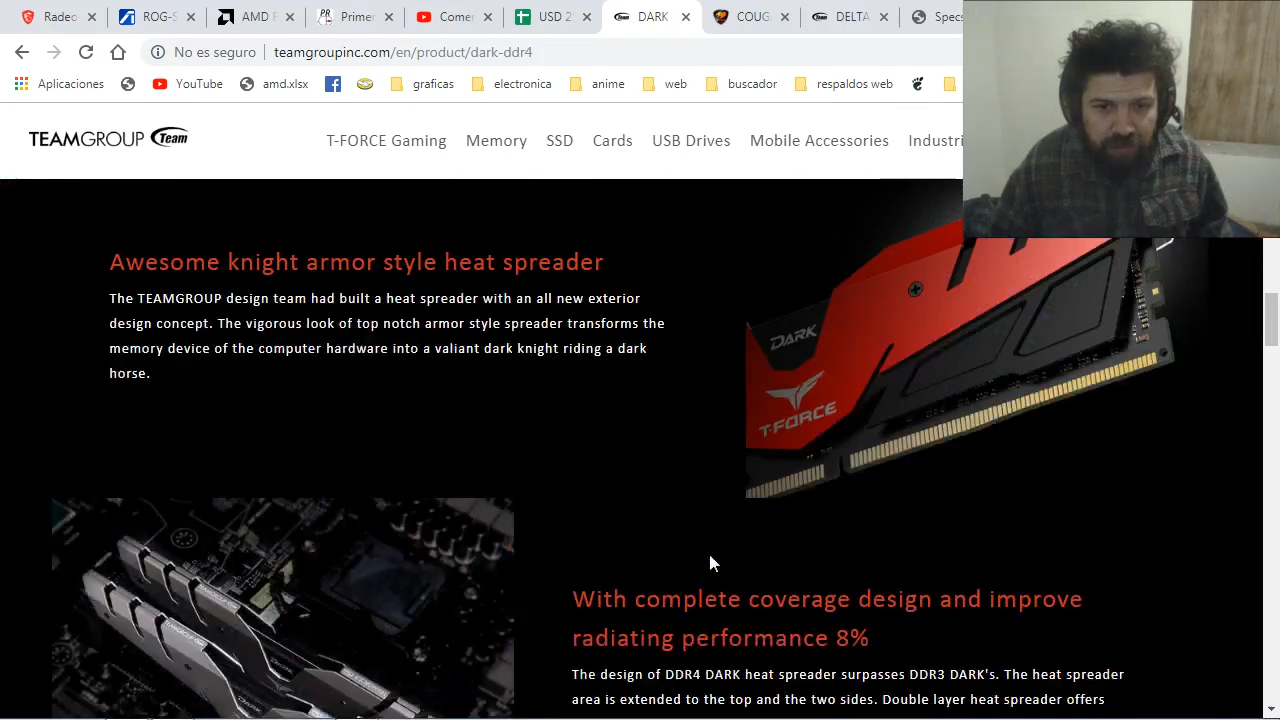 Radeo
ROG-S
AMD F
Primer
Comer
USD 2
DARK
COUG
DELTA
Specs
No es seguro
teamgroupinc.com/en/product/dark-ddr4
Aplicaciones
YouTube
amd.xlsx
graficas
electronica
anime
web
buscador
respaldos web
TEAMGROUP Team
T-FORCE Gaming
Memory
SSD
Cards
USB Drives
Mobile Accessories
Industri
Awesome knight armor style heat spreader
The TEAMGROUP design team had built a heat spreader with an all new exterior
design concept. The vigorous look of top notch armor style spreader transforms the
memory device of the computer hardware into a valiant dark knight riding a dark
horse.
DARK
T-FORCE
With complete coverage design and improve
radiating performance 8%
The design of DDR4 DARK heat spreader surpasses DDR3 DARK's. The heat spreader
area is extended to the top and the two sides. Double layer heat spreader offers